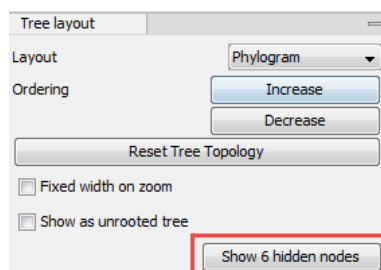 Tree layout
Layout Phylogram
Ordering Increase
Decrease
Reset Tree Topology
Fixed width on zoom
Show as unrooted tree
Show 6 hidden nodes